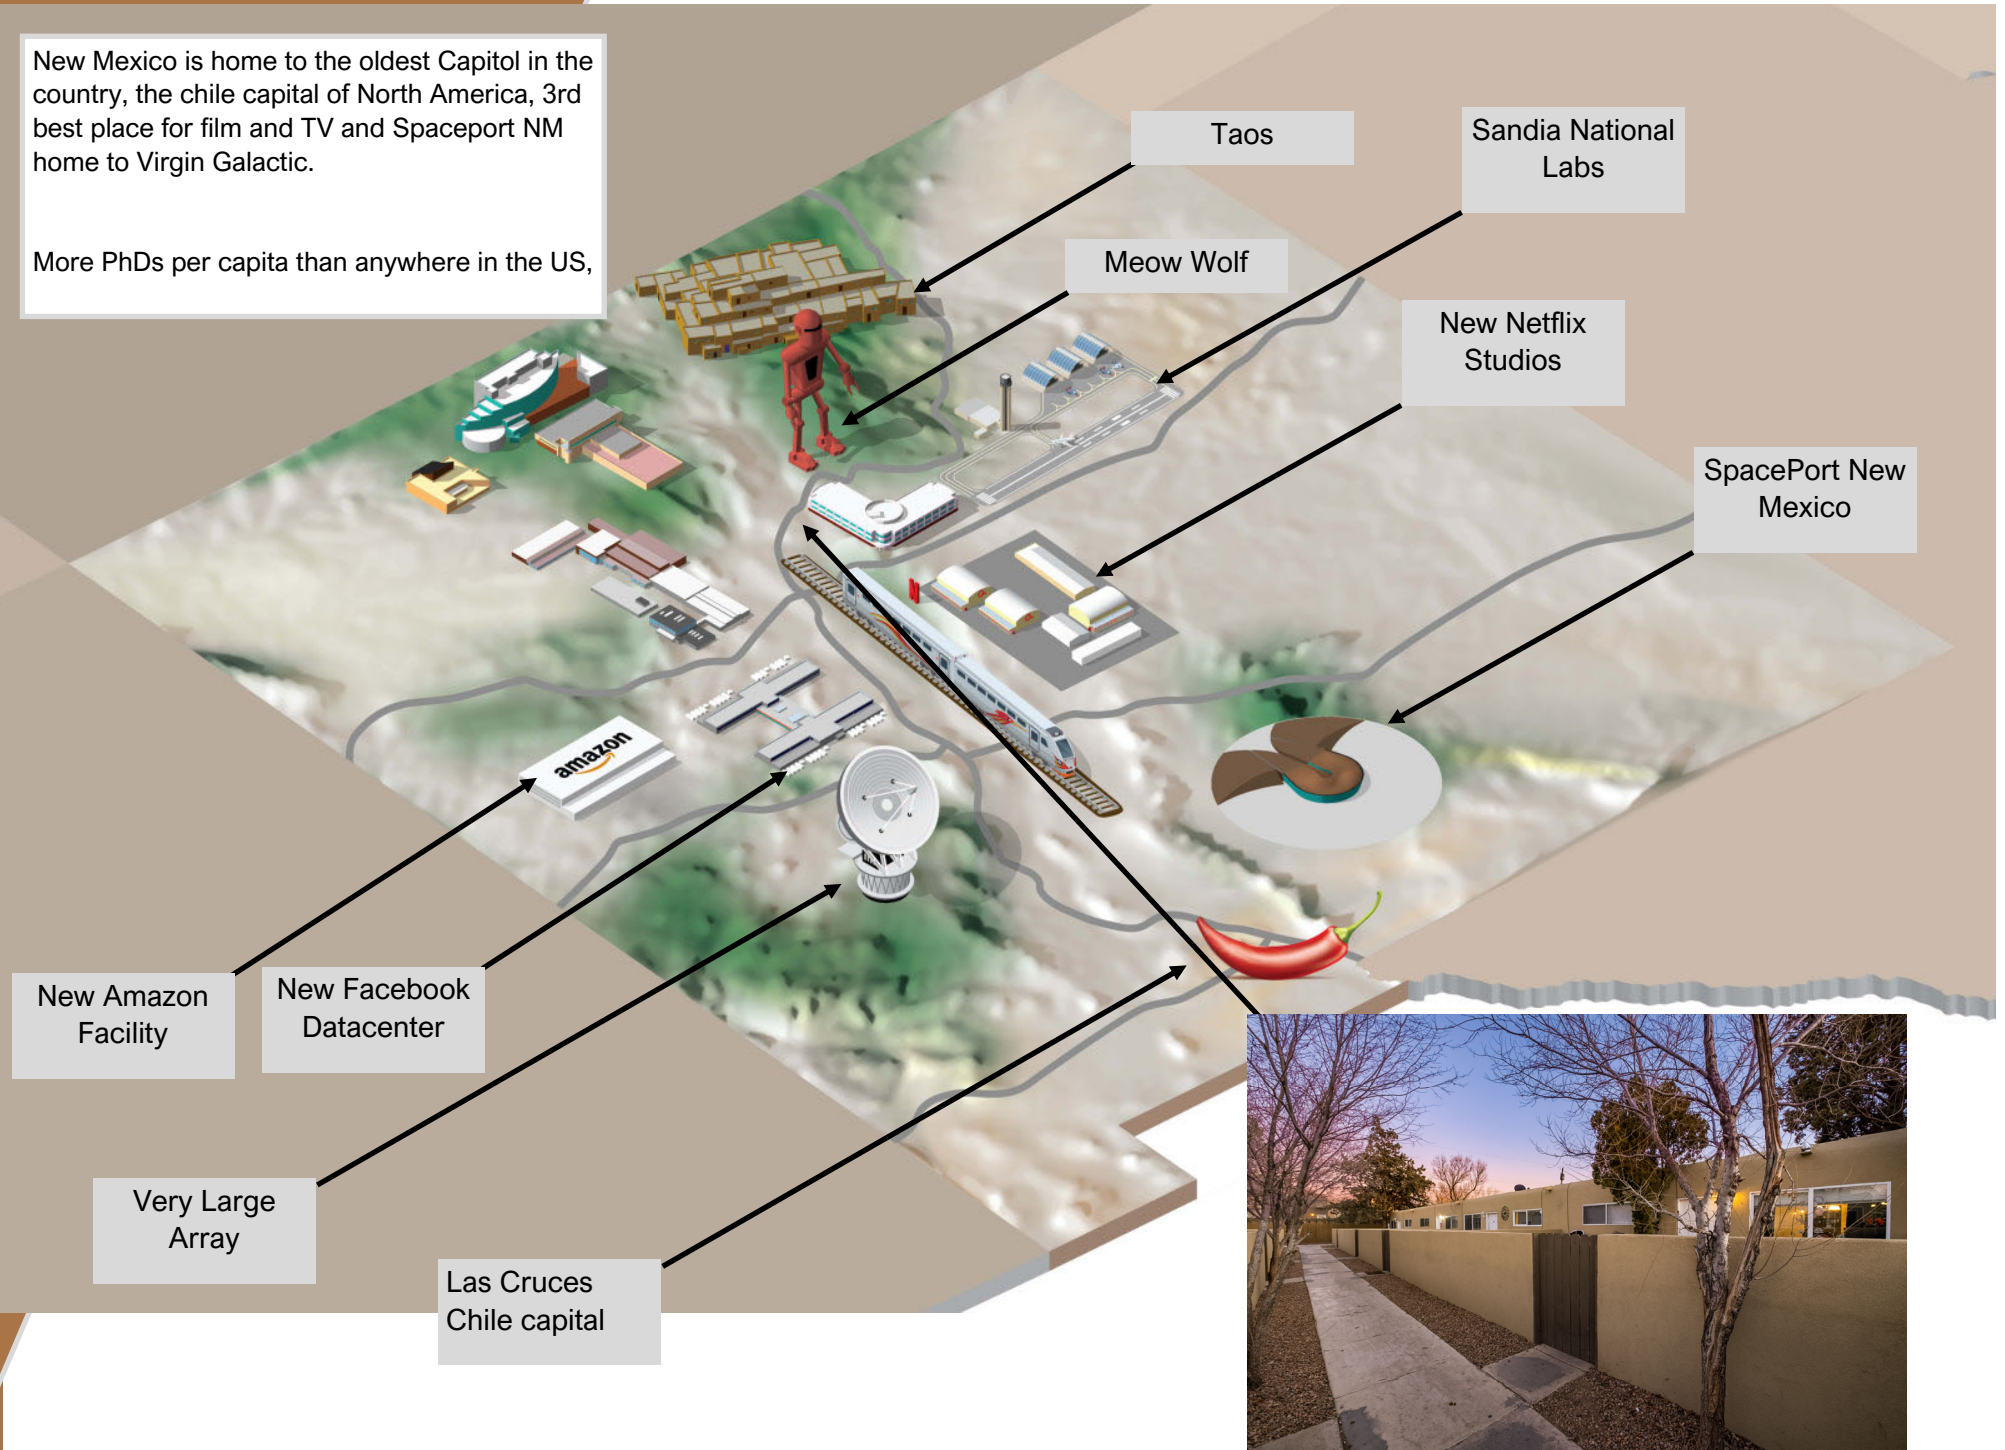 New Mexico is home to the oldest Capitol in the
country, the chile capital of North America, 3rd
best place for film and TV and Spaceport NM
home to Virgin Galactic.
More PhDs per capita than anywhere in the US,
Taos
Sandia National
Labs
Meow Wolf
New Netflix
Studios
SpacePort New
Mexico
N
amazon
New Amazon
Facility
New Facebook
Datacenter
Very Large
Array
Las Cruces
Chile capital